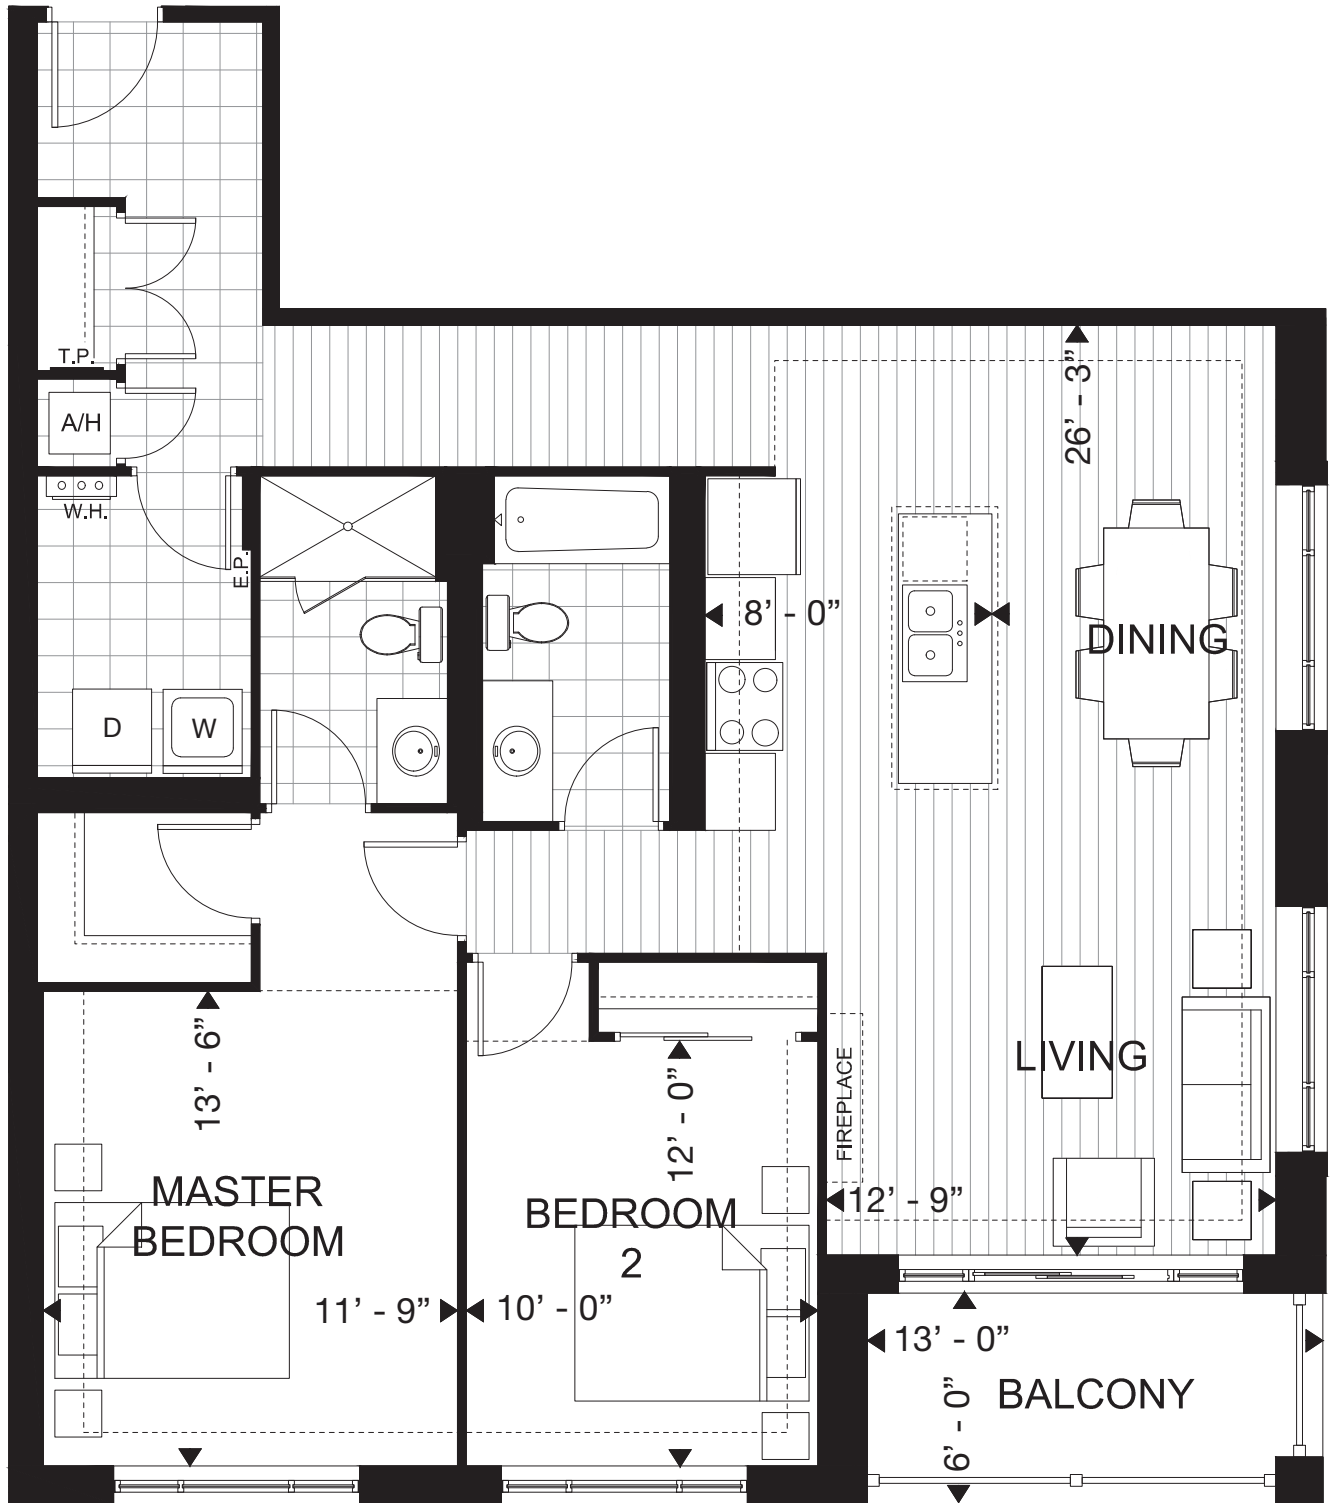 T.P.
A/H
W.H.
E.P.
D
W
26’ - 3”
8’ - 0”
DINING
LIVING
FIREPLACE
12’ - 9”
13’ - 6”
MASTER
BEDROOM
11’ - 9”
12’ - 0”
BEDROOM
2
10’ - 0”
13’ - 0”
BALCONY
6’ - 0”